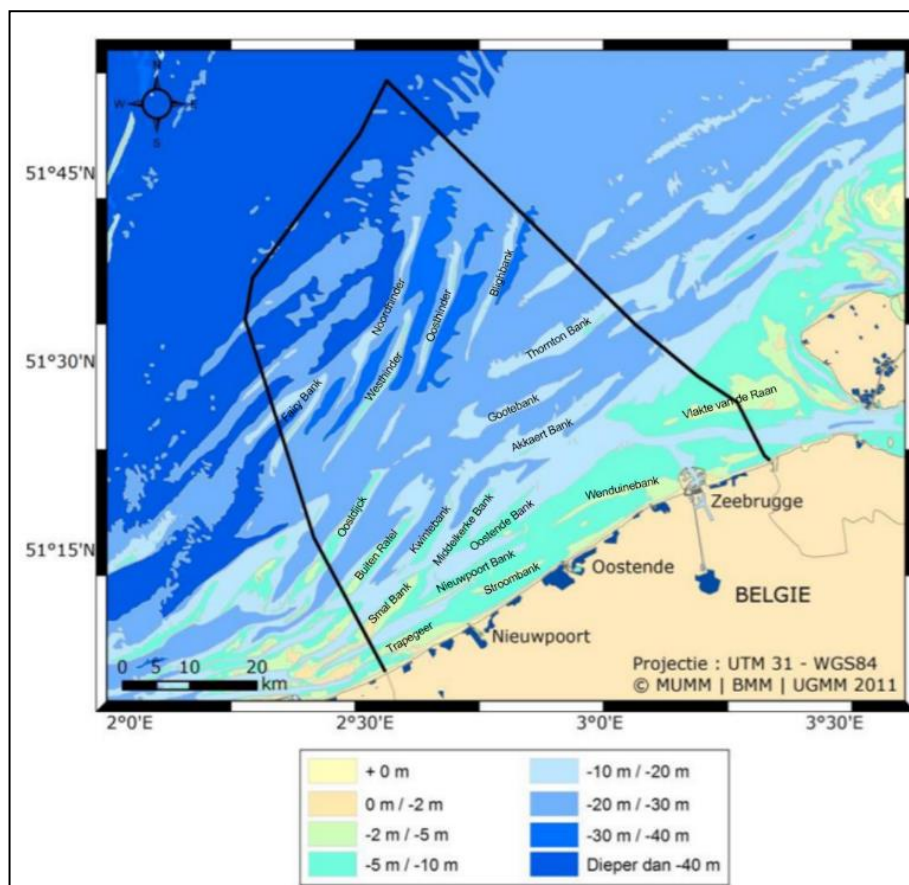 N
W E
S
51°45'N
51°30'N
51°15'N
Noordhinder
Oosthinder
Blighbank
Westhinder
Fairy Bank
Thornton Bank
Gootebank
Akkaert Bank
Vlakte van de Raan
Oostdijck
Buiten Ratel
Kwintebank
Middelkerke Bank
Oostende Bank
Wenduinebank
Smal Bank
Nieuwpoort Bank
Stroombank
Trapegeer
Zeebrugge
Oostende
BELGIE
Nieuwpoort
0 5 10 20
km
Projectie : UTM 31 - WGS84
© MUMM | BMM | UGMM 2011
2°0'E 2°30'E 3°0'E 3°30'E
+ 0 m
0 m / -2 m
-2 m / -5 m
-5 m / -10 m
-10 m / -20 m
-20 m / -30 m
-30 m / -40 m
Dieper dan -40 m